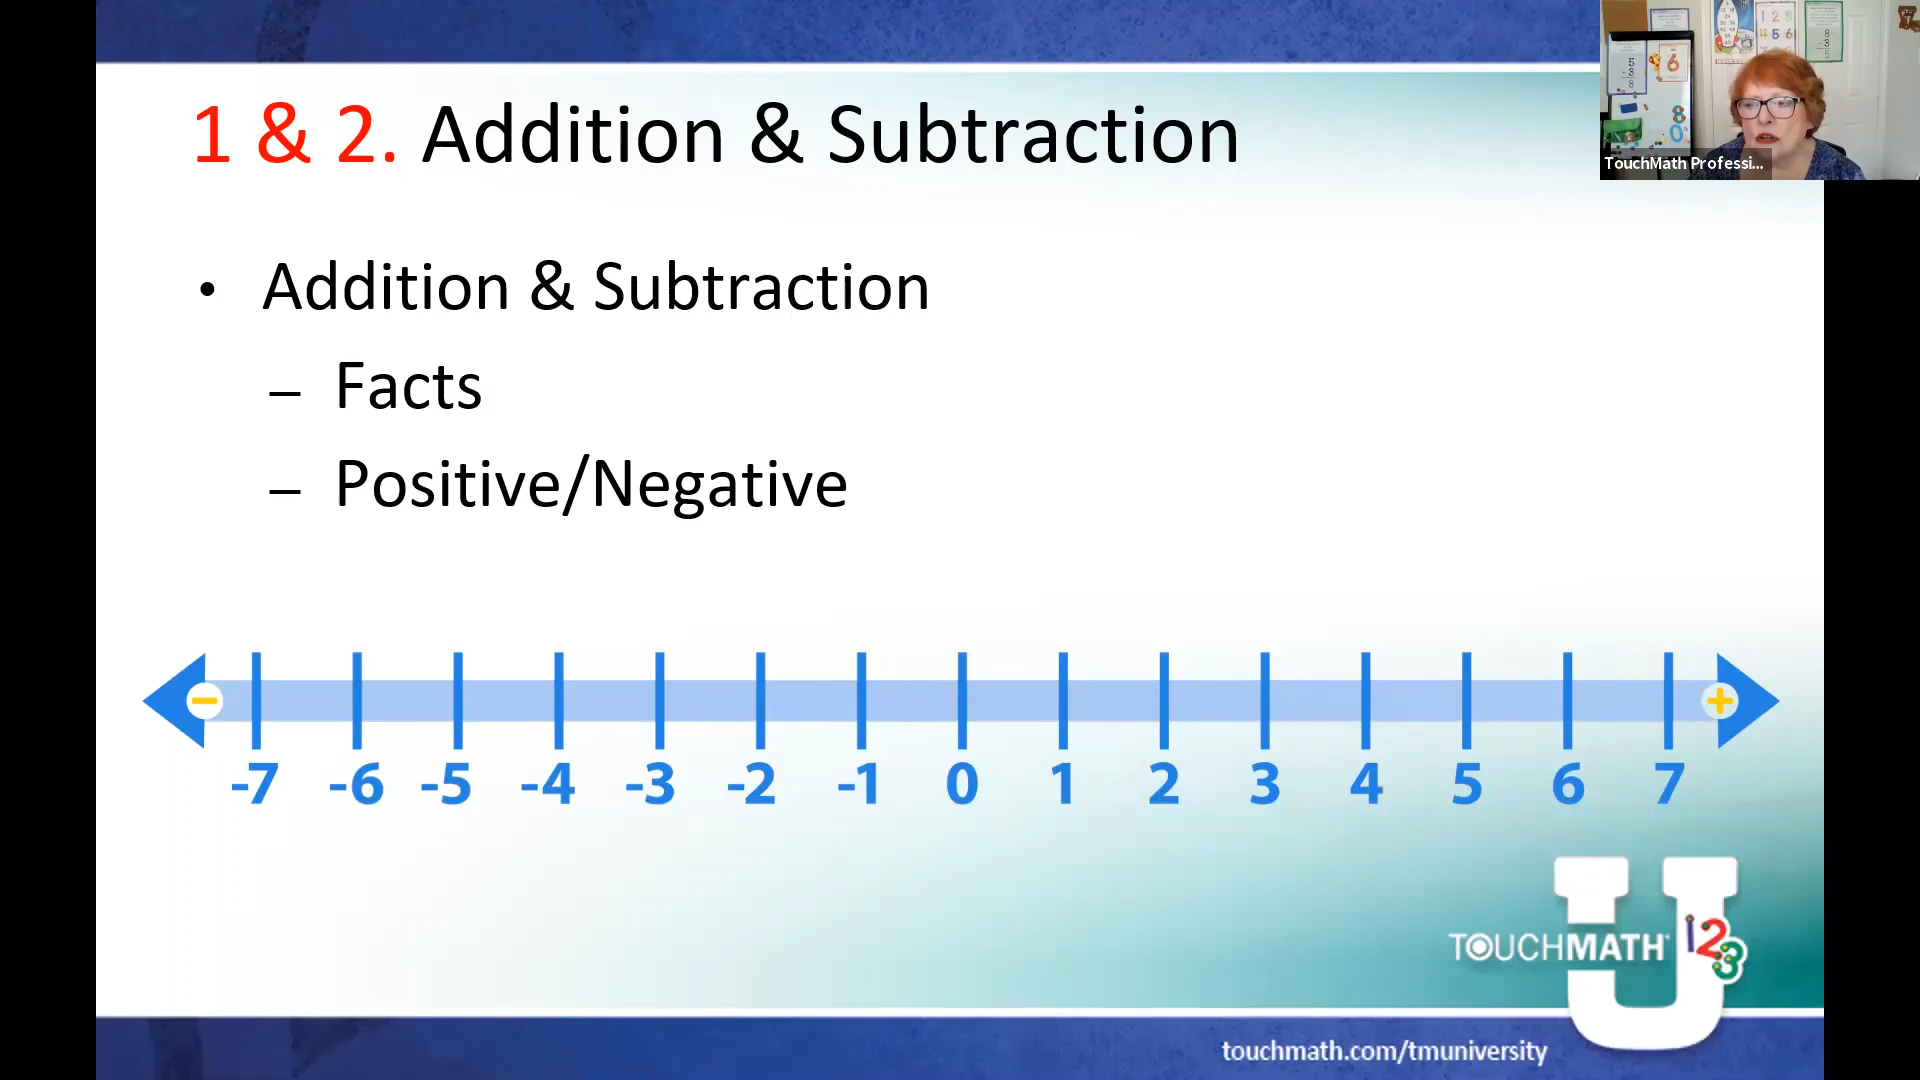 1 & 2. Addition & Subtraction
TouchMath Professi...
• Addition & Subtraction
– Facts
– Positive/Negative
-7 -6 -5 -4 -3 -2 -1 0 1 2 3 4 5 6 7
TOUCHMATH 123
U
touchmath.com/tmuniversity